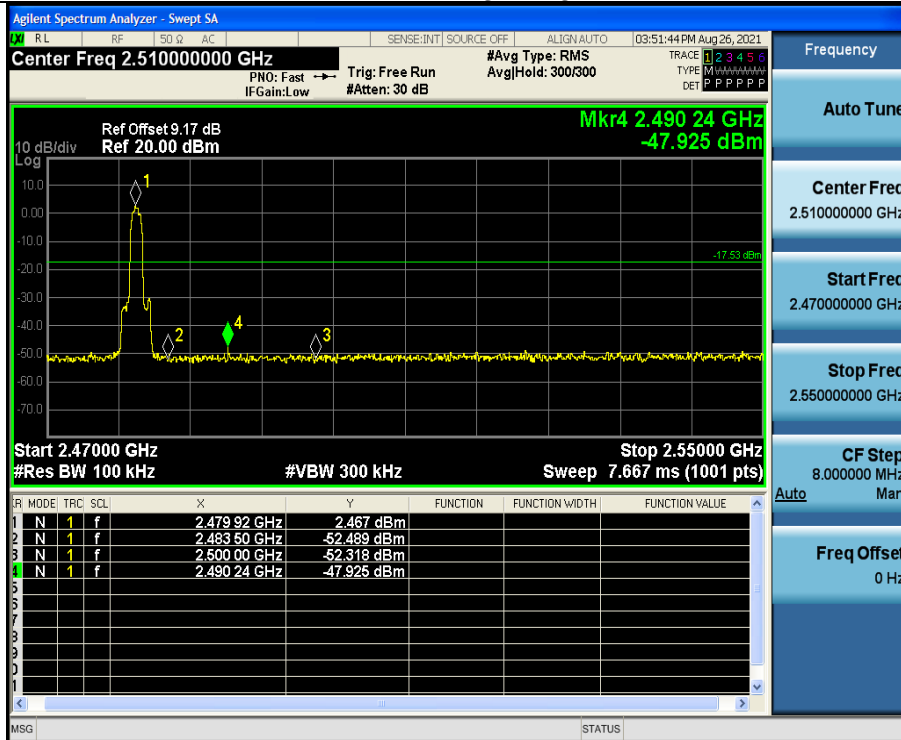 Agilent Spectrum Analyzer - Swept SA
LXI RL RF 50 Ω AC SENSE:INT SOURCE OFF ALIGN AUTO 03:51:44 PM Aug 26, 2021
Center Freq 2.510000000 GHz
#Avg Type: RMS
TRACE 1 2 3 4 5 6
PNO: Fast
Trig: Free Run
Avg|Hold: 300/300
TYPE M WWWWW
IFGain:Low
#Atten: 30 dB
DET P P P P P P
Mkr4 2.490 24 GHz
-47.925 dBm
Ref Offset 9.17 dB
10 dB/div Ref 20.00 dBm
Log
10.0
0.00
-10.0
-20.0
-30.0
-40.0
-50.0
-60.0
-70.0
1
2
4
3
-17.53 dBm
Start 2.47000 GHz Stop 2.55000 GHz
#Res BW 100 kHz #VBW 300 kHz Sweep 7.667 ms (1001 pts)
MODE TRC SCL X Y FUNCTION FUNCTION WIDTH FUNCTION VALUE
1 N 1 f 2.479 92 GHz 2.467 dBm
2 N 1 f 2.483 50 GHz -52.489 dBm
3 N 1 f 2.500 00 GHz -52.318 dBm
4 N 1 f 2.490 24 GHz -47.925 dBm
5
6
7
8
9
0
1
MSG STATUS
Frequency
Auto Tune
Center Freq
2.510000000 GHz
Start Freq
2.470000000 GHz
Stop Freq
2.550000000 GHz
CF Step
8.000000 MHz
Auto Man
Freq Offset
0 Hz